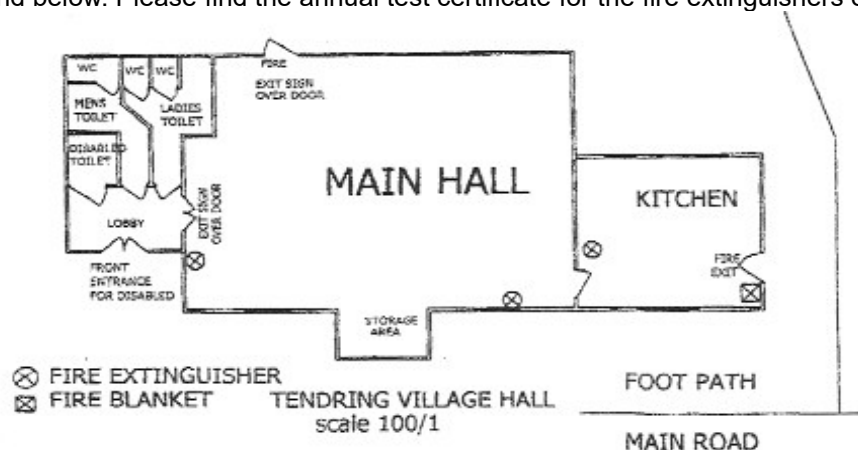 nd below. Please find the annual test certificate for the fire extinguishers
WC
WC
WC
MENS
TOILET
LADIES
TOILET
DISABLED
TOILET
LOBBY
FRONT
ENTRANCE
FOR DISABLED
EXIT SIGN
OVER DOOR
FIRE
EXIT SIGN
OVER DOOR
MAIN HALL
KITCHEN
FIRE
EXIT
STORAGE
AREA
FIRE EXTINGUISHER
FIRE BLANKET
TENDRING VILLAGE HALL
scale 100/1
FOOT PATH
MAIN ROAD